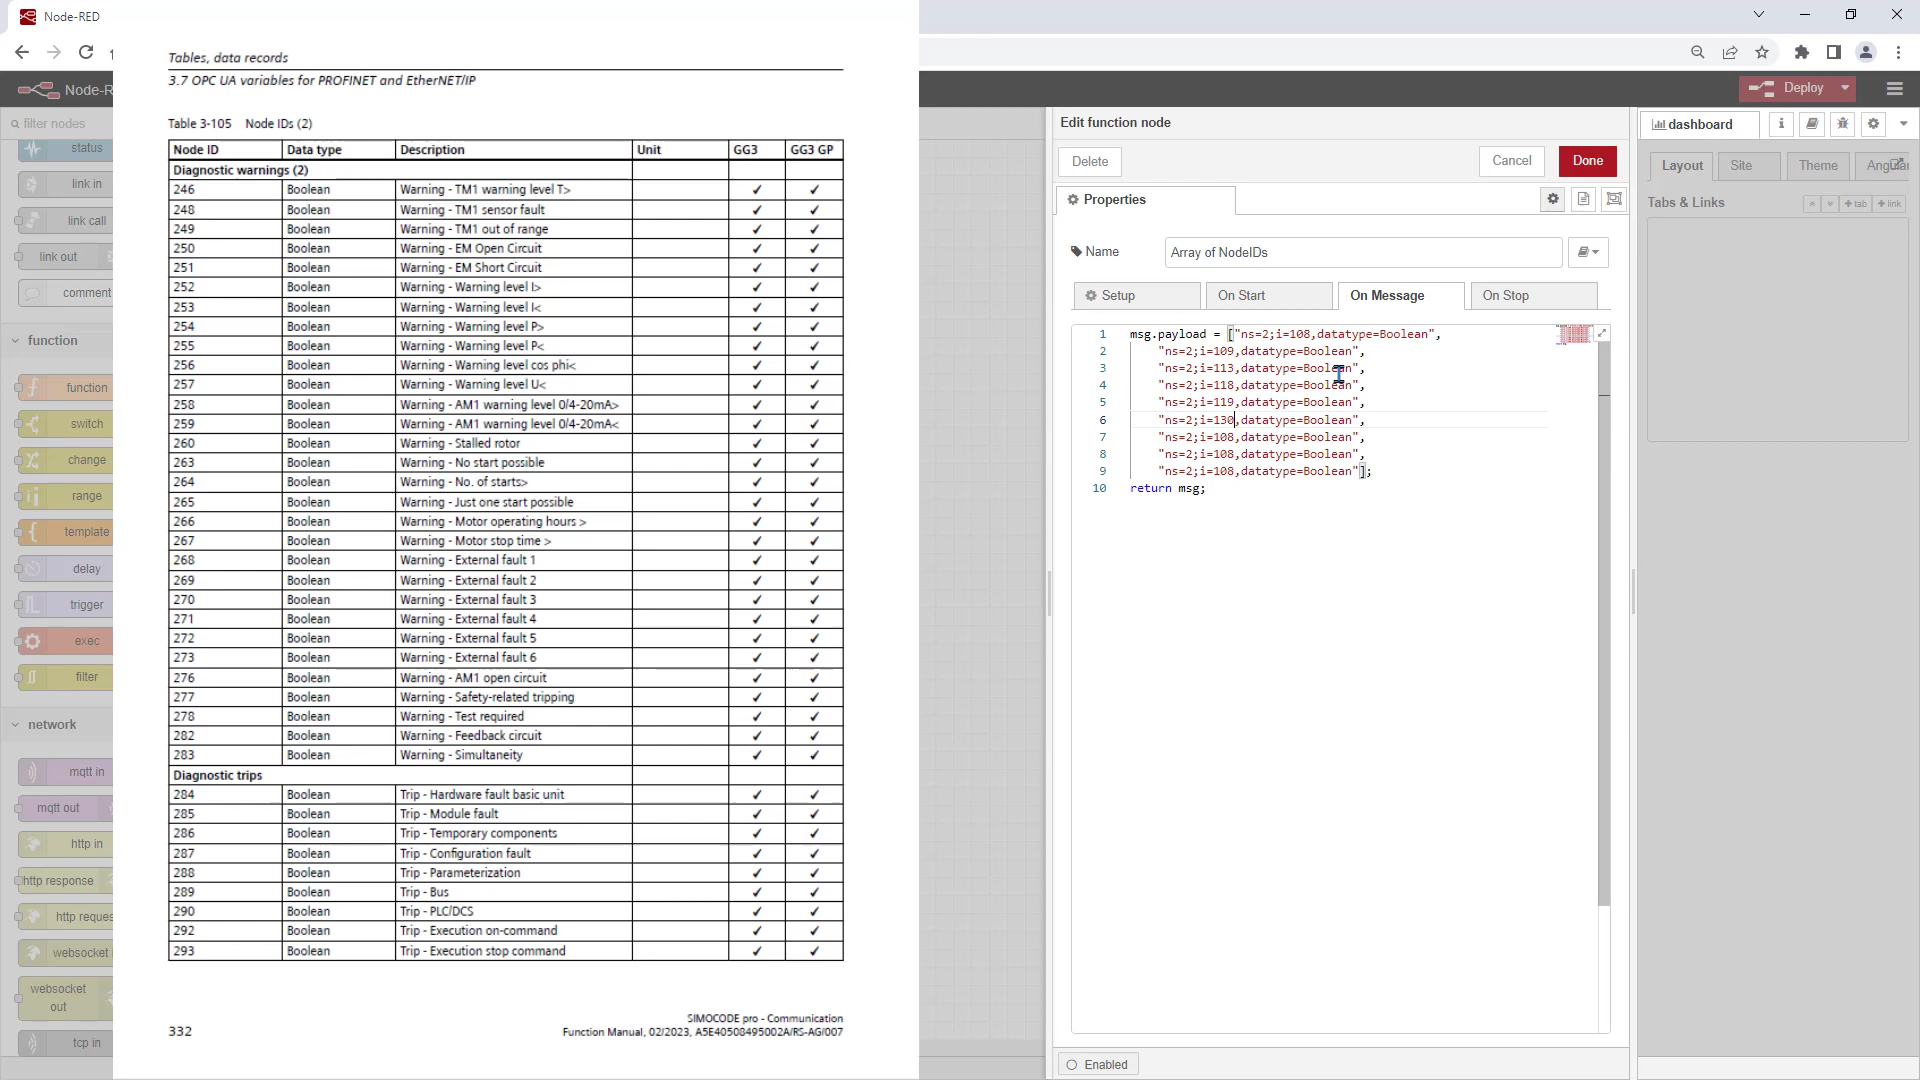 Node-RED
Node-R
Deploy
filter nodes
status
link in
link call
link out
comment
function
function
switch
change
range
template
delay
trigger
exec
filter
network
mqtt in
mqtt out
http in
http response
http reques
websocket
websocket
out
tcp in
Tables, data records
3.7 OPC UA variables for PROFINET and EtherNET/IP
Table 3-105 Node IDs (2)
Node ID Data type Description Unit GG3 GG3 GP
Diagnostic warnings (2)
246 Boolean Warning - TM1 warning level T> ✓ ✓
248 Boolean Warning - TM1 sensor fault ✓ ✓
249 Boolean Warning - TM1 out of range ✓ ✓
250 Boolean Warning - EM Open Circuit ✓ ✓
251 Boolean Warning - EM Short Circuit ✓ ✓
252 Boolean Warning - Warning level I> ✓ ✓
253 Boolean Warning - Warning level I< ✓ ✓
254 Boolean Warning - Warning level P> ✓ ✓
255 Boolean Warning - Warning level P< ✓ ✓
256 Boolean Warning - Warning level cos phi< ✓ ✓
257 Boolean Warning - Warning level U< ✓ ✓
258 Boolean Warning - AM1 warning level 0/4-20mA> ✓ ✓
259 Boolean Warning - AM1 warning level 0/4-20mA< ✓ ✓
260 Boolean Warning - Stalled rotor ✓ ✓
263 Boolean Warning - No start possible ✓ ✓
264 Boolean Warning - No. of starts> ✓ ✓
265 Boolean Warning - Just one start possible ✓ ✓
266 Boolean Warning - Motor operating hours > ✓ ✓
267 Boolean Warning - Motor stop time > ✓ ✓
268 Boolean Warning - External fault 1 ✓ ✓
269 Boolean Warning - External fault 2 ✓ ✓
270 Boolean Warning - External fault 3 ✓ ✓
271 Boolean Warning - External fault 4 ✓ ✓
272 Boolean Warning - External fault 5 ✓ ✓
273 Boolean Warning - External fault 6 ✓ ✓
276 Boolean Warning - AM1 open circuit ✓ ✓
277 Boolean Warning - Safety-related tripping ✓ ✓
278 Boolean Warning - Test required ✓ ✓
282 Boolean Warning - Feedback circuit ✓ ✓
283 Boolean Warning - Simultaneity ✓ ✓
Diagnostic trips
284 Boolean Trip - Hardware fault basic unit ✓ ✓
285 Boolean Trip - Module fault ✓ ✓
286 Boolean Trip - Temporary components ✓ ✓
287 Boolean Trip - Configuration fault ✓ ✓
288 Boolean Trip - Parameterization ✓ ✓
289 Boolean Trip - Bus ✓ ✓
290 Boolean Trip - PLC/DCS ✓ ✓
292 Boolean Trip - Execution on-command ✓ ✓
293 Boolean Trip - Execution stop command ✓ ✓
SIMOCODE pro - Communication
332 Function Manual, 02/2023, A5E40508495002A/RS-AG/007
Edit function node
Delete Cancel Done
Properties
Name Array of NodeIDs
Setup On Start On Message On Stop
1 msg.payload = ["ns=2;i=108,datatype=Boolean",
2 "ns=2;i=109,datatype=Boolean",
3 "ns=2;i=113,datatype=Boolean",
4 "ns=2;i=118,datatype=Boolean",
5 "ns=2;i=119,datatype=Boolean",
6 "ns=2;i=130,datatype=Boolean",
7 "ns=2;i=108,datatype=Boolean",
8 "ns=2;i=108,datatype=Boolean",
9 "ns=2;i=108,datatype=Boolean"];
10 return msg;
Enabled
dashboard
Layout Site Theme Angular
Tabs & Links
+ tab + link